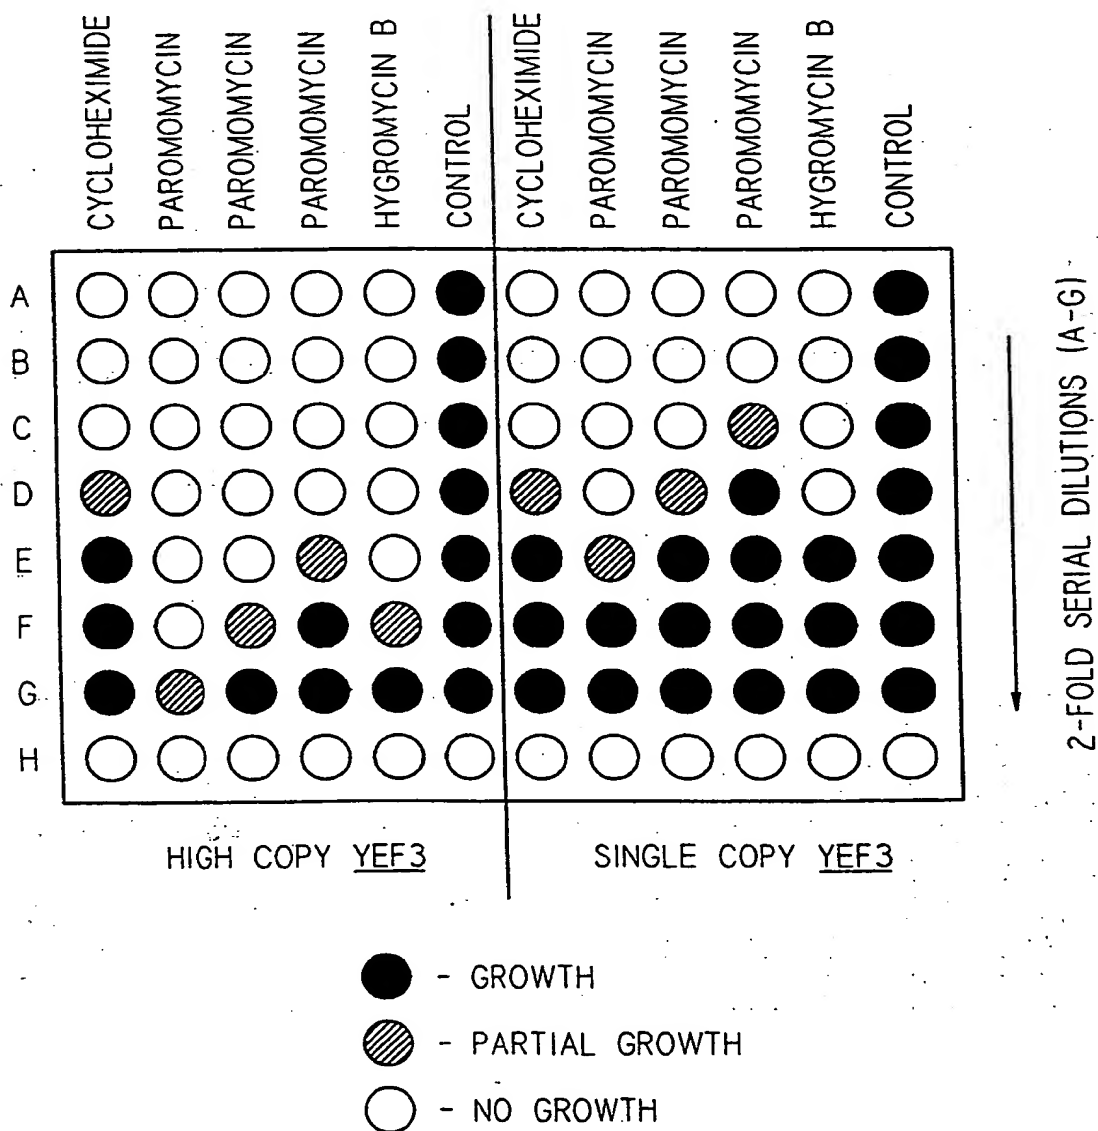 CYCLOHEXIMIDE
PAROMOMYCIN
PAROMOMYCIN
PAROMOMYCIN
HYGROMYCIN B
CONTROL
CYCLOHEXIMIDE
PAROMOMYCIN
PAROMOMYCIN
PAROMOMYCIN
HYGROMYCIN B
CONTROL
A
B
C
D
E
F
G
H
2-FOLD SERIAL DILUTIONS (A-G)
HIGH COPY YEF3
SINGLE COPY YEF3
- GROWTH
- PARTIAL GROWTH
- NO GROWTH